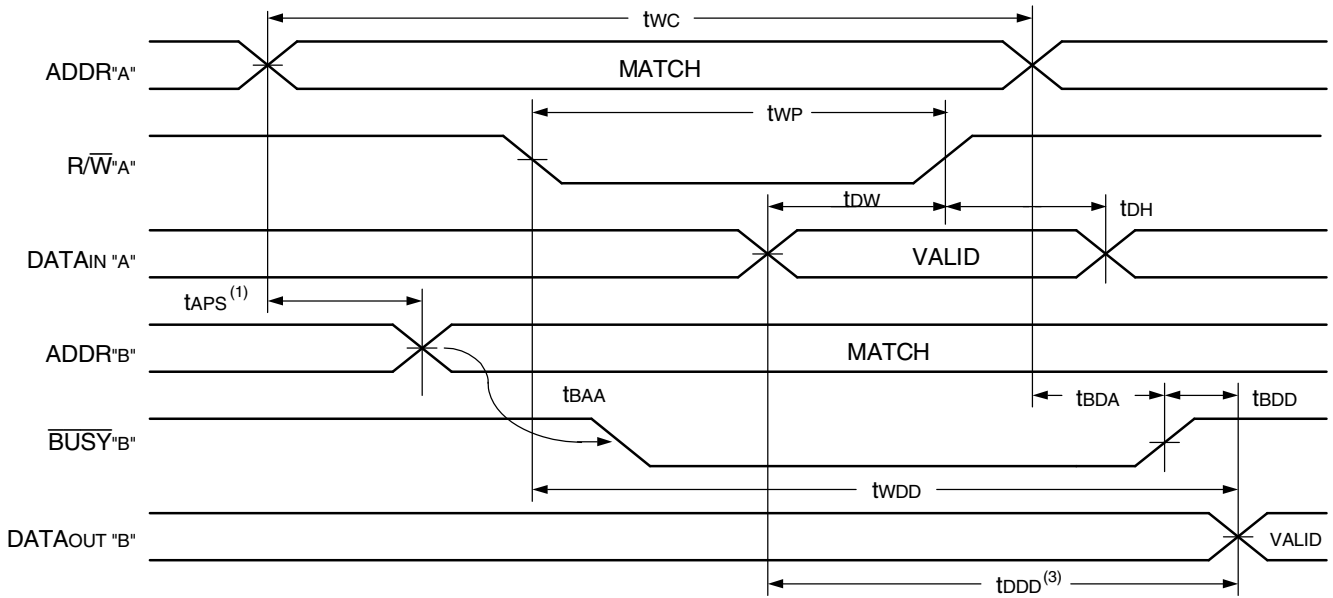 tWC
ADDR"A" MATCH
tWP
R/W"A"
tDW tDH
DATAIN "A" VALID
tAPS(1)
ADDR"B" MATCH
tBAA tBDA tBDD
BUSY"B"
tWDD
DATAOUT "B" VALID
tDDD(3)